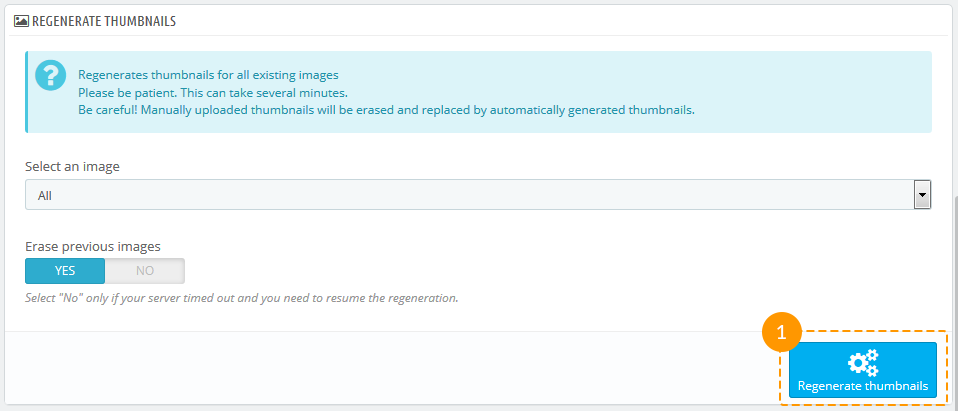 REGENERATE THUMBNAILS
Regenerates thumbnails for all existing images
Please be patient. This can take several minutes.
Be careful! Manually uploaded thumbnails will be erased and replaced by automatically generated thumbnails.
Select an image
All
Erase previous images
YES NO
Select "No" only if your server timed out and you need to resume the regeneration.
1
Regenerate thumbnails